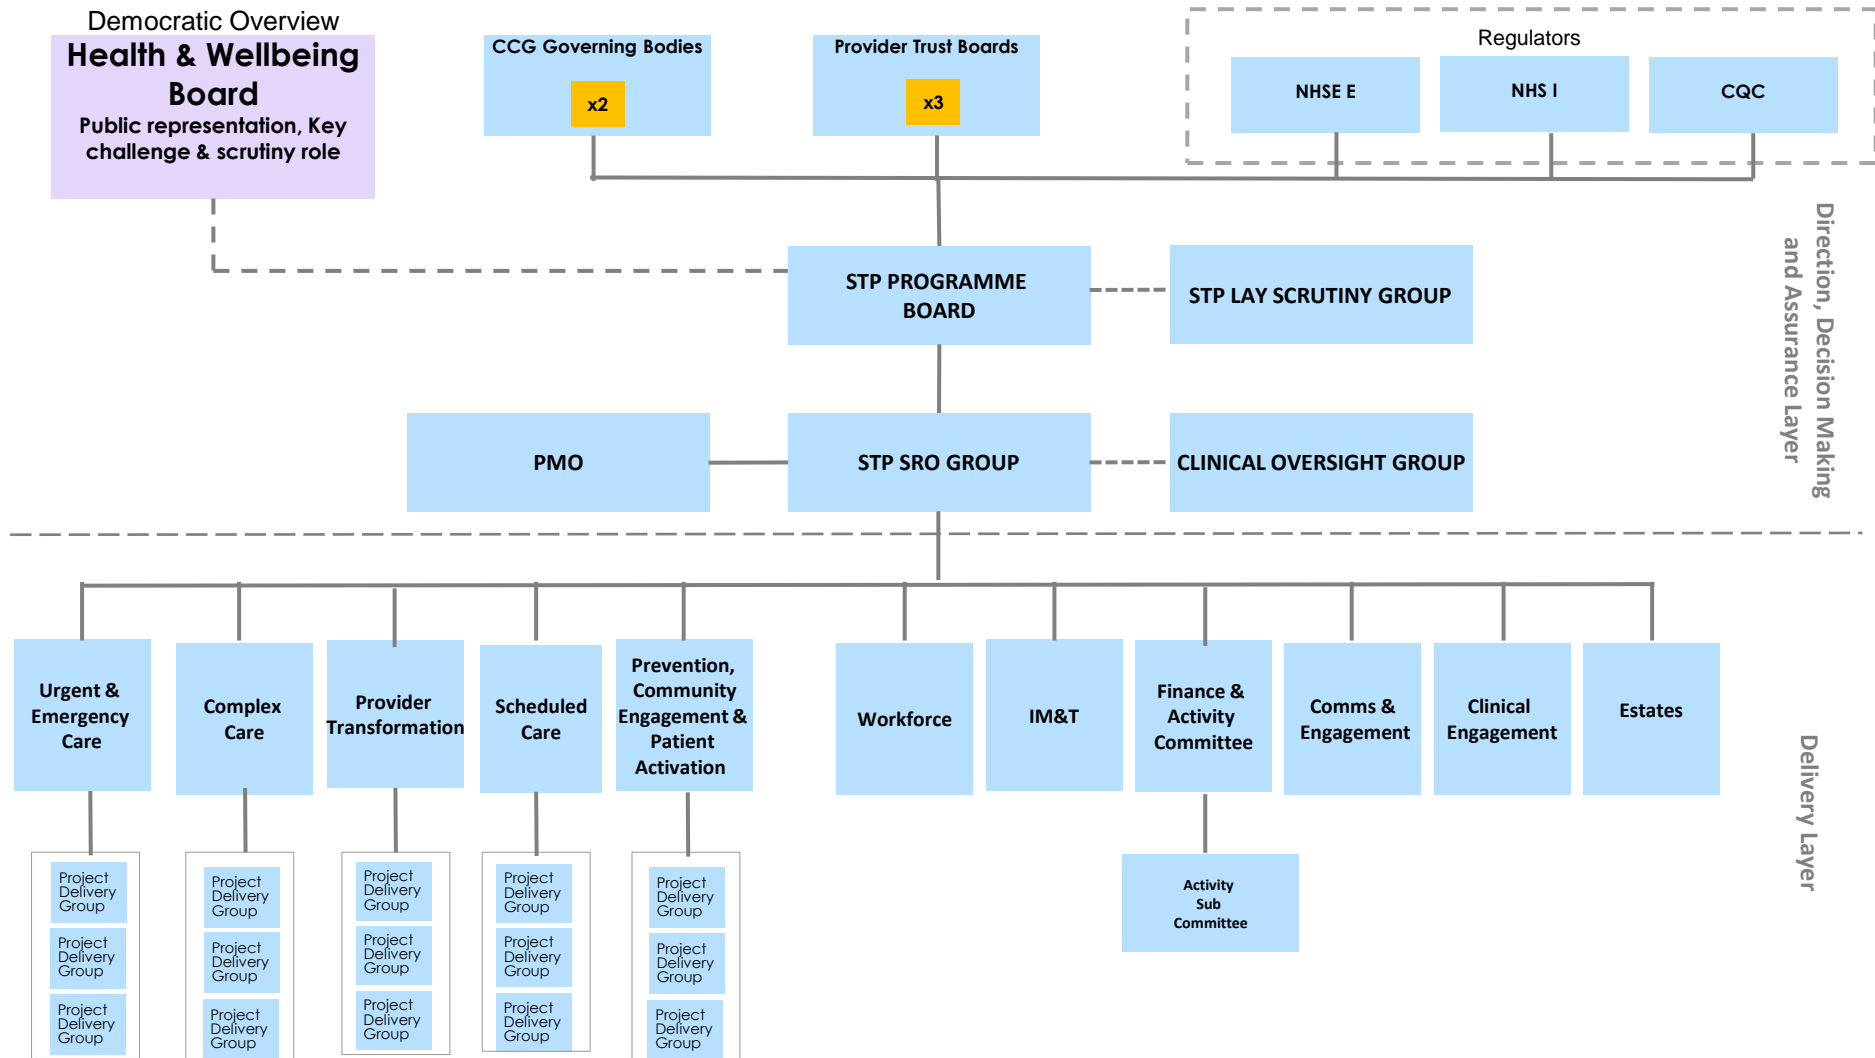 Democratic Overview
Health & Wellbeing
Board
Public representation, Key
challenge & scrutiny role
CCG Governing Bodies
x2
Provider Trust Boards
x3
Regulators
NHSE E
NHS I
CQC
STP PROGRAMME
BOARD
STP LAY SCRUTINY GROUP
PMO
STP SRO GROUP
CLINICAL OVERSIGHT GROUP
Direction, Decision Making
and Assurance Layer
Urgent &
Emergency
Care
Complex
Care
Provider
Transformation
Scheduled
Care
Prevention,
Community
Engagement &
Patient
Activation
Workforce
IM&T
Finance &
Activity
Committee
Comms &
Engagement
Clinical
Engagement
Estates
Delivery Layer
Project
Delivery
Group
Project
Delivery
Group
Project
Delivery
Group
Project
Delivery
Group
Project
Delivery
Group
Project
Delivery
Group
Project
Delivery
Group
Project
Delivery
Group
Project
Delivery
Group
Project
Delivery
Group
Project
Delivery
Group
Project
Delivery
Group
Project
Delivery
Group
Project
Delivery
Group
Project
Delivery
Group
Activity
Sub
Committee